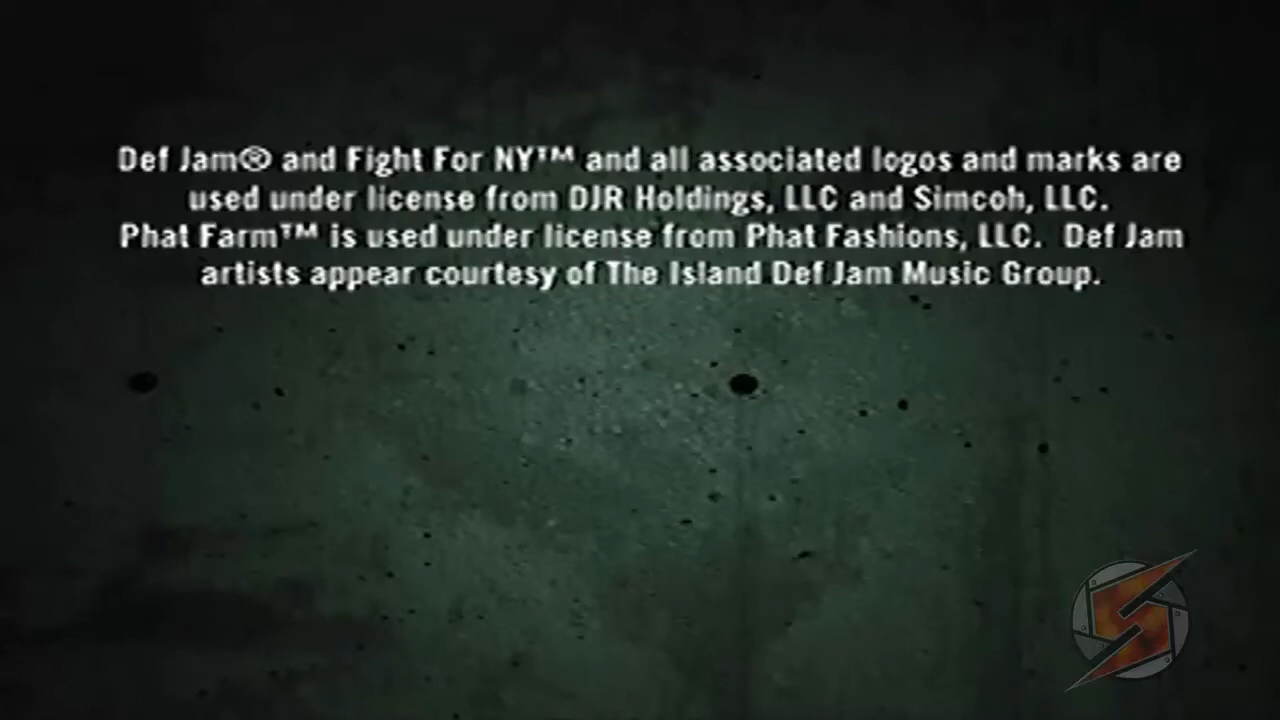 Def Jam® and Fight For NY™ and all associated logos and marks are
used under license from DJR Holdings, LLC and Simcoh, LLC.
Phat Farm™ is used under license from Phat Fashions, LLC. Def Jam
artists appear courtesy of The Island Def Jam Music Group.